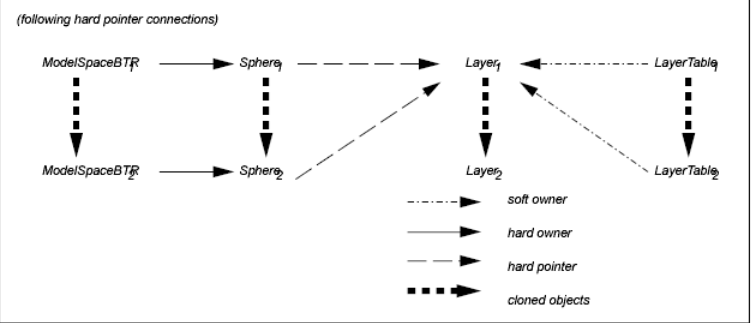 (following hard pointer connections)
ModelSpaceBTR1 Sphere1 Layer1 LayerTable1
ModelSpaceBTR2 Sphere2 Layer2 LayerTable2
soft owner
hard owner
hard pointer
cloned objects